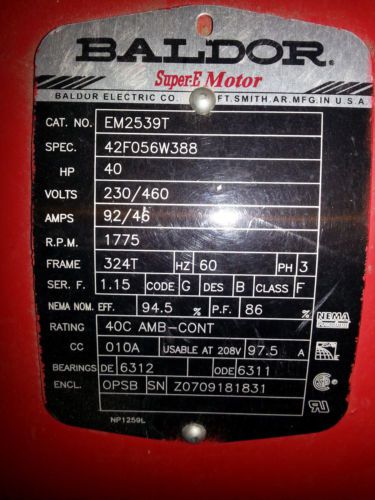 BALDOR.
Super-E Motor
BALDOR ELECTRIC CO. FT.SMITH.AR.MFG.IN U.S.A.
CAT. NO. EM2539T
SPEC. 42F056W388
HP 40
VOLTS 230/460
AMPS 92/46
R.P.M. 1775
FRAME 324T HZ 60 PH 3
SER. F. 1.15 CODE G DES B CLASS F
NEMA NOM. EFF. 94.5 % P.F. 86 %
RATING 40C AMB-CONT
CC 010A USABLE AT 208V 97.5 A
BEARINGS DE 6312 ODE 6311
ENCL. OPSB SN Z0709181831
NP1259L
NEMA
Premium